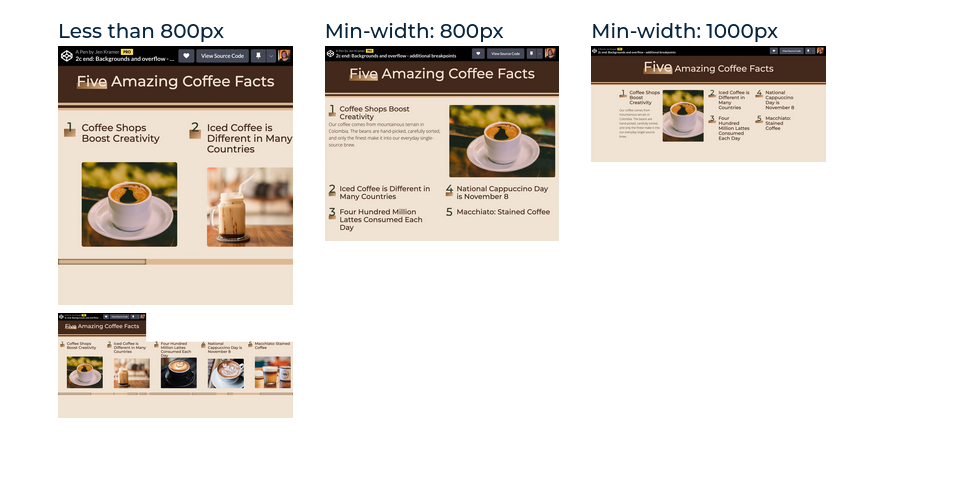 Less than 800px
A Pen by Jen Kramer PRO
2c end: Backgrounds and overflow - ...
View Source Code
Five Amazing Coffee Facts
1 Coffee Shops
Boost Creativity
2 Iced Coffee is
Different in Many
Countries
Five Amazing Coffee Facts
Coffee Shops
Boost Creativity
Iced Coffee is
Different in Many
Countries
Four Hundred
Million Lattes
Consumed Each
Day
National
Cappuccino Day is
November 8
Macchiato: Stained
Coffee
Min-width: 800px
A Pen by Jen Kramer PRO
2c end: Backgrounds and overflow - additional breakpoints
View Source Code
Five Amazing Coffee Facts
1 Coffee Shops Boost
Creativity
Our coffee comes from mountainous terrain in
Colombia. The beans are hand-picked, carefully sorted,
and only the finest make it into our everyday single-
source brew.
2 Iced Coffee is Different in
Many Countries
3 Four Hundred Million
Lattes Consumed Each
Day
4 National Cappuccino Day
is November 8
5 Macchiato: Stained Coffee
Min-width: 1000px
2c end: Backgrounds and overflow - additional breakpoints
Five Amazing Coffee Facts
1 Coffee Shops
Boost
Creativity
Our coffee comes from
mountainous terrain in
Colombia. The beans are
hand-picked, carefully
sorted, and only the
finest make it into
our everyday single-source
brew.
2 Iced Coffee is
Different in
Many
Countries
3 Four
Hundred
Million Lattes
Consumed
Each Day
4 National
Cappuccino
Day is
November 8
5 Macchiato:
Stained
Coffee